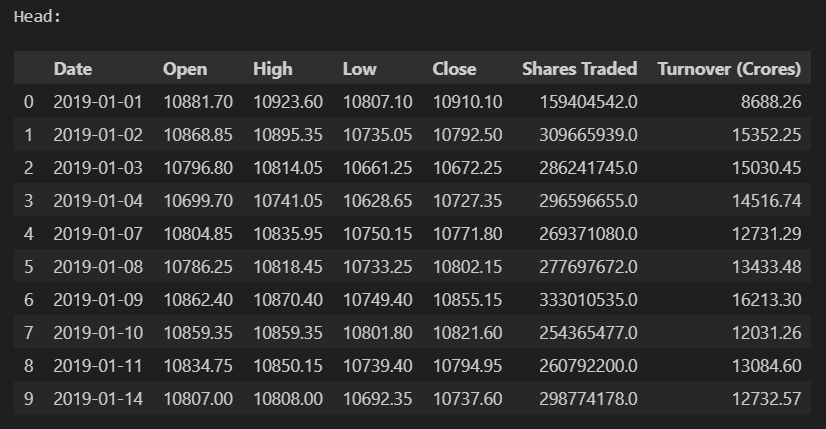 Head:
Date Open High Low Close Shares Traded Turnover (Crores)
0 2019-01-01 10881.70 10923.60 10807.10 10910.10 159404542.0 8688.26
1 2019-01-02 10868.85 10895.35 10735.05 10792.50 309665939.0 15352.25
2 2019-01-03 10796.80 10814.05 10661.25 10672.25 286241745.0 15030.45
3 2019-01-04 10699.70 10741.05 10628.65 10727.35 296596655.0 14516.74
4 2019-01-07 10804.85 10835.95 10750.15 10771.80 269371080.0 12731.29
5 2019-01-08 10786.25 10818.45 10733.25 10802.15 277697672.0 13433.48
6 2019-01-09 10862.40 10870.40 10749.40 10855.15 333010535.0 16213.30
7 2019-01-10 10859.35 10859.35 10801.80 10821.60 254365477.0 12031.26
8 2019-01-11 10834.75 10850.15 10739.40 10794.95 260792200.0 13084.60
9 2019-01-14 10807.00 10808.00 10692.35 10737.60 298774178.0 12732.57